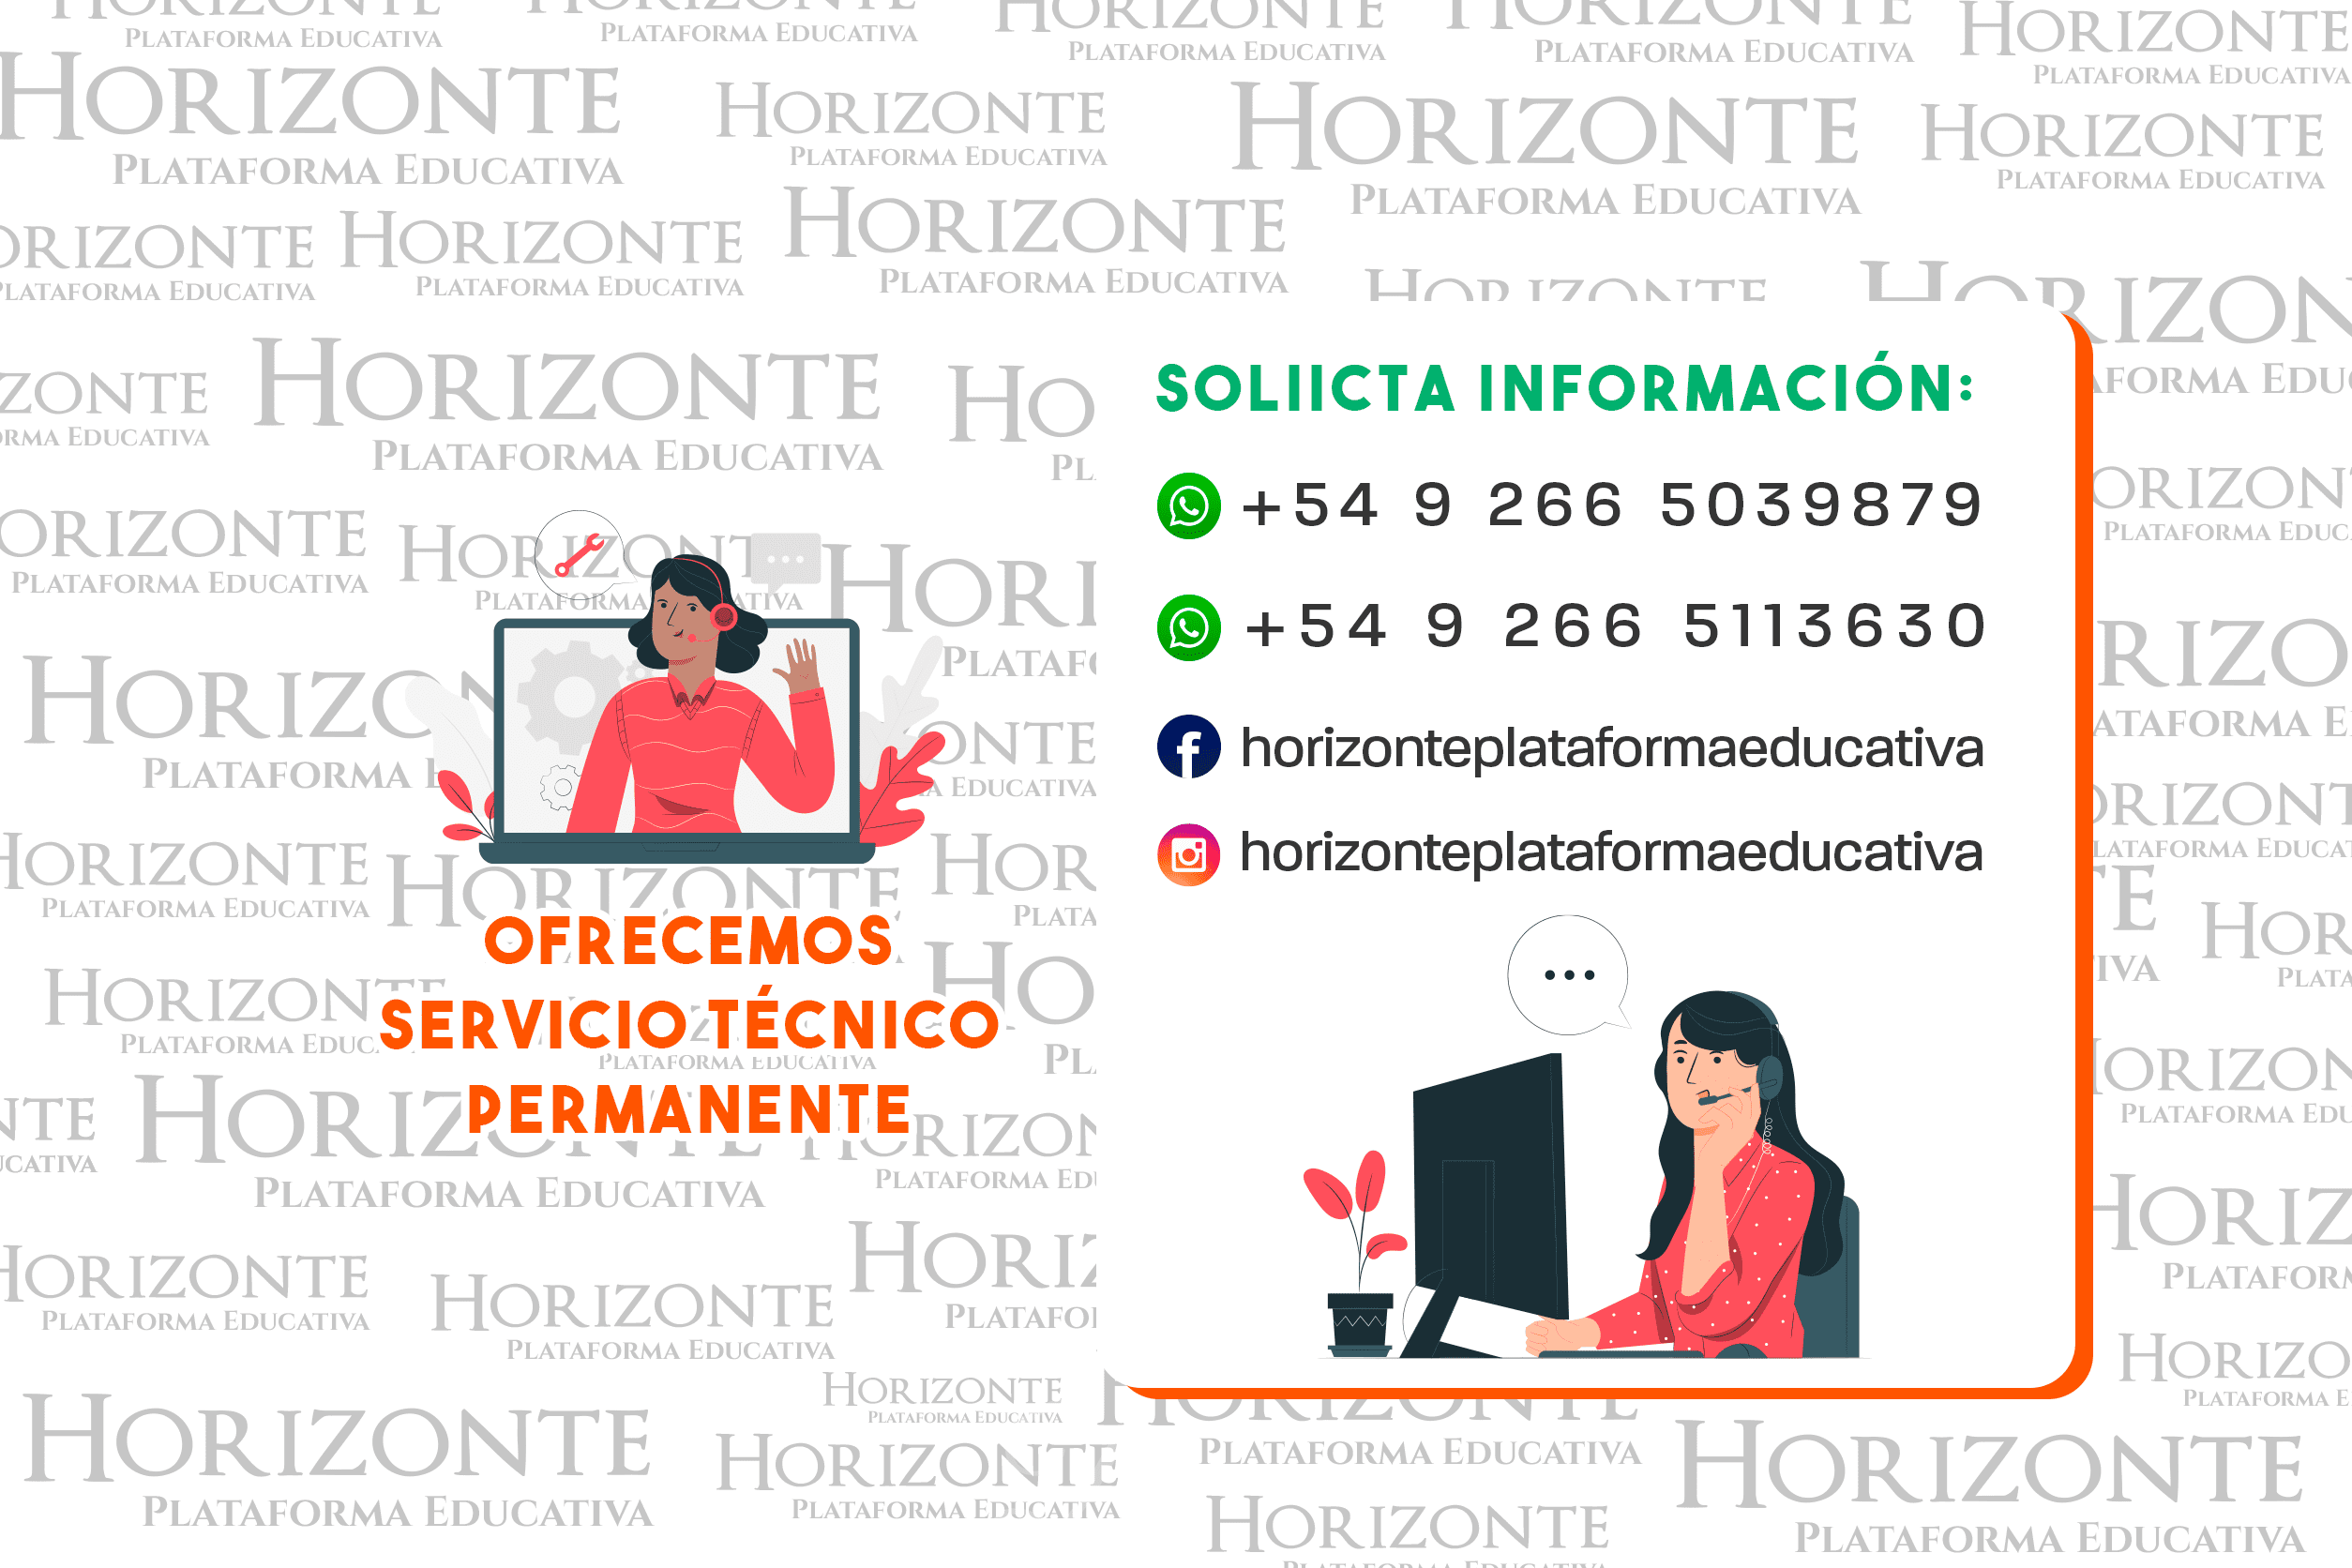 HORIZONTE
PLATAFORMA EDUCATIVA
OFRECEMOS
SERVICIO TÉCNICO
PERMANENTE
SOLIICTA INFORMACIÓN:
+54 9 266 5039879
+54 9 266 5113630
horizonteplataformaeducativa
horizonteplataformaeducativa